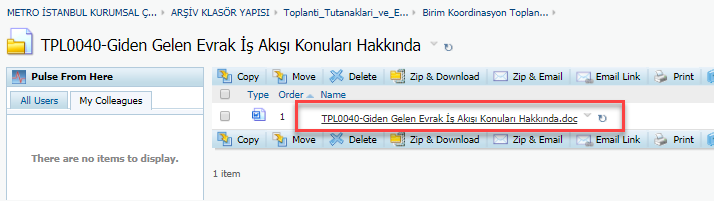 METRO İSTANBUL KURUMSAL Ç... ARŞİV KLASÖR YAPISI Toplanti_Tutanaklari_ve_E... Birim Koordinasyon Toplan...
TPL0040-Giden Gelen Evrak İş Akışı Konuları Hakkında
Pulse From Here
All Users My Colleagues
There are no items to display.
Copy Move Delete Zip & Download Zip & Email Email Link Print
Type Order Name
1 TPL0040-Giden Gelen Evrak İş Akışı Konuları Hakkında.doc
Copy Move Delete Zip & Download Zip & Email Email Link Print
1 item